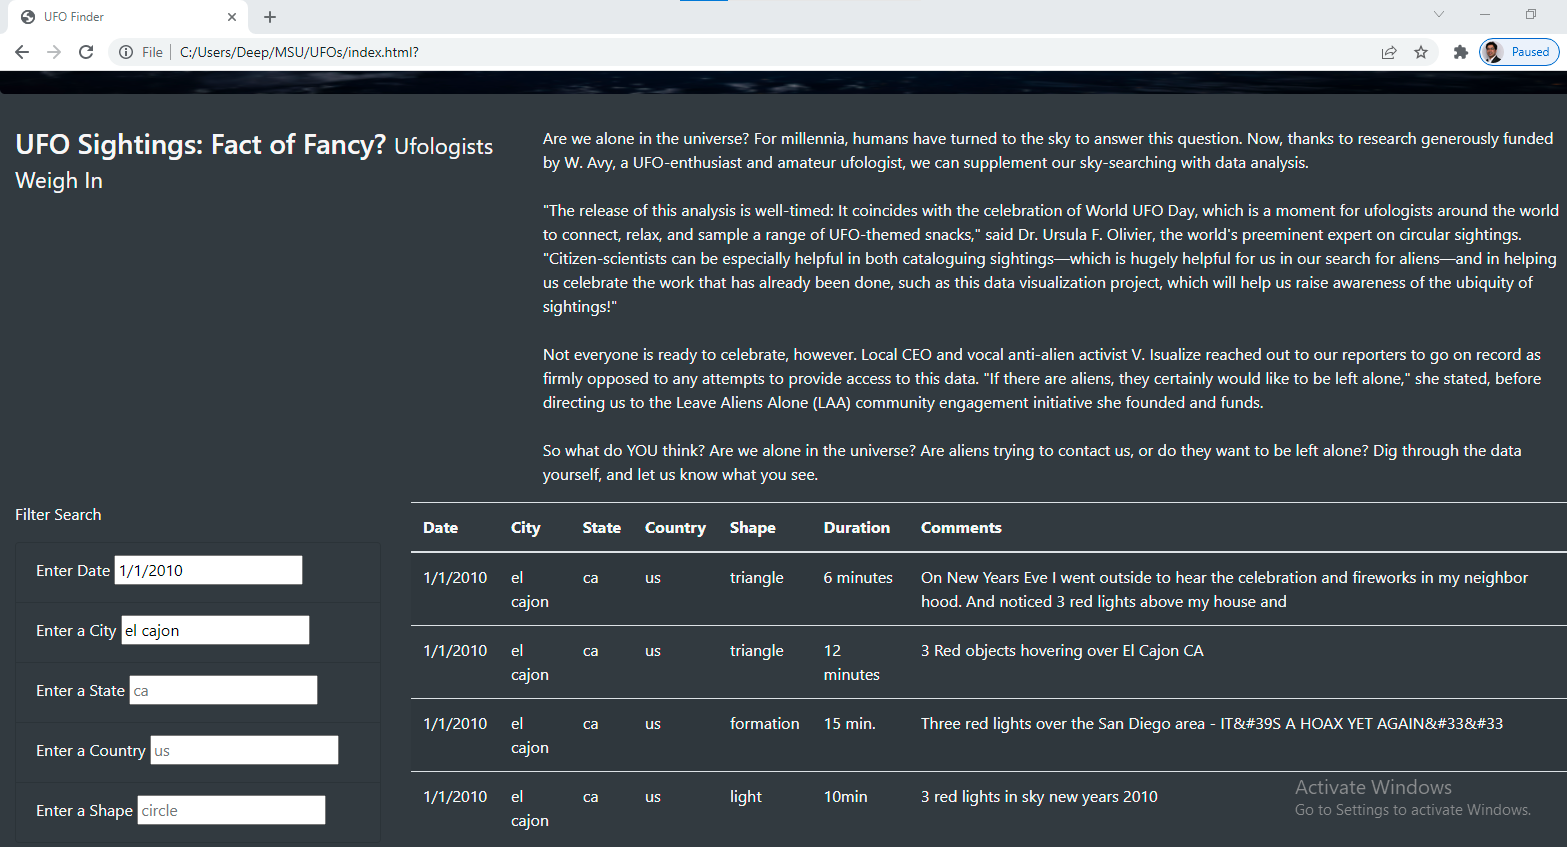 UFO Finder
File
C:/Users/Deep/MSU/UFOs/index.html?
Paused
UFO Sightings: Fact of Fancy? Ufologists
Weigh In
Are we alone in the universe? For millennia, humans have turned to the sky to answer this question. Now, thanks to research generously funded
by W. Avy, a UFO-enthusiast and amateur ufologist, we can supplement our sky-searching with data analysis.
"The release of this analysis is well-timed: It coincides with the celebration of World UFO Day, which is a moment for ufologists around the world
to connect, relax, and sample a range of UFO-themed snacks," said Dr. Ursula F. Olivier, the world's preeminent expert on circular sightings.
"Citizen-scientists can be especially helpful in both cataloguing sightings—which is hugely helpful for us in our search for aliens—and in helping
us celebrate the work that has already been done, such as this data visualization project, which will help us raise awareness of the ubiquity of
sightings!"
Not everyone is ready to celebrate, however. Local CEO and vocal anti-alien activist V. Isualize reached out to our reporters to go on record as
firmly opposed to any attempts to provide access to this data. "If there are aliens, they certainly would like to be left alone," she stated, before
directing us to the Leave Aliens Alone (LAA) community engagement initiative she founded and funds.
So what do YOU think? Are we alone in the universe? Are aliens trying to contact us, or do they want to be left alone? Dig through the data
yourself, and let us know what you see.
Filter Search
Enter Date 1/1/2010
Enter a City el cajon
Enter a State ca
Enter a Country us
Enter a Shape circle
Date City State Country Shape Duration Comments
1/1/2010 el ca us triangle 6 minutes On New Years Eve I went outside to hear the celebration and fireworks in my neighbor
cajon hood. And noticed 3 red lights above my house and
1/1/2010 el ca us triangle 12 3 Red objects hovering over El Cajon CA
cajon minutes
1/1/2010 el ca us formation 15 min. Three red lights over the San Diego area - IT&#39S A HOAX YET AGAIN&#33&#33
cajon
1/1/2010 el ca us light 10min 3 red lights in sky new years 2010
cajon
Activate Windows
Go to Settings to activate Windows.